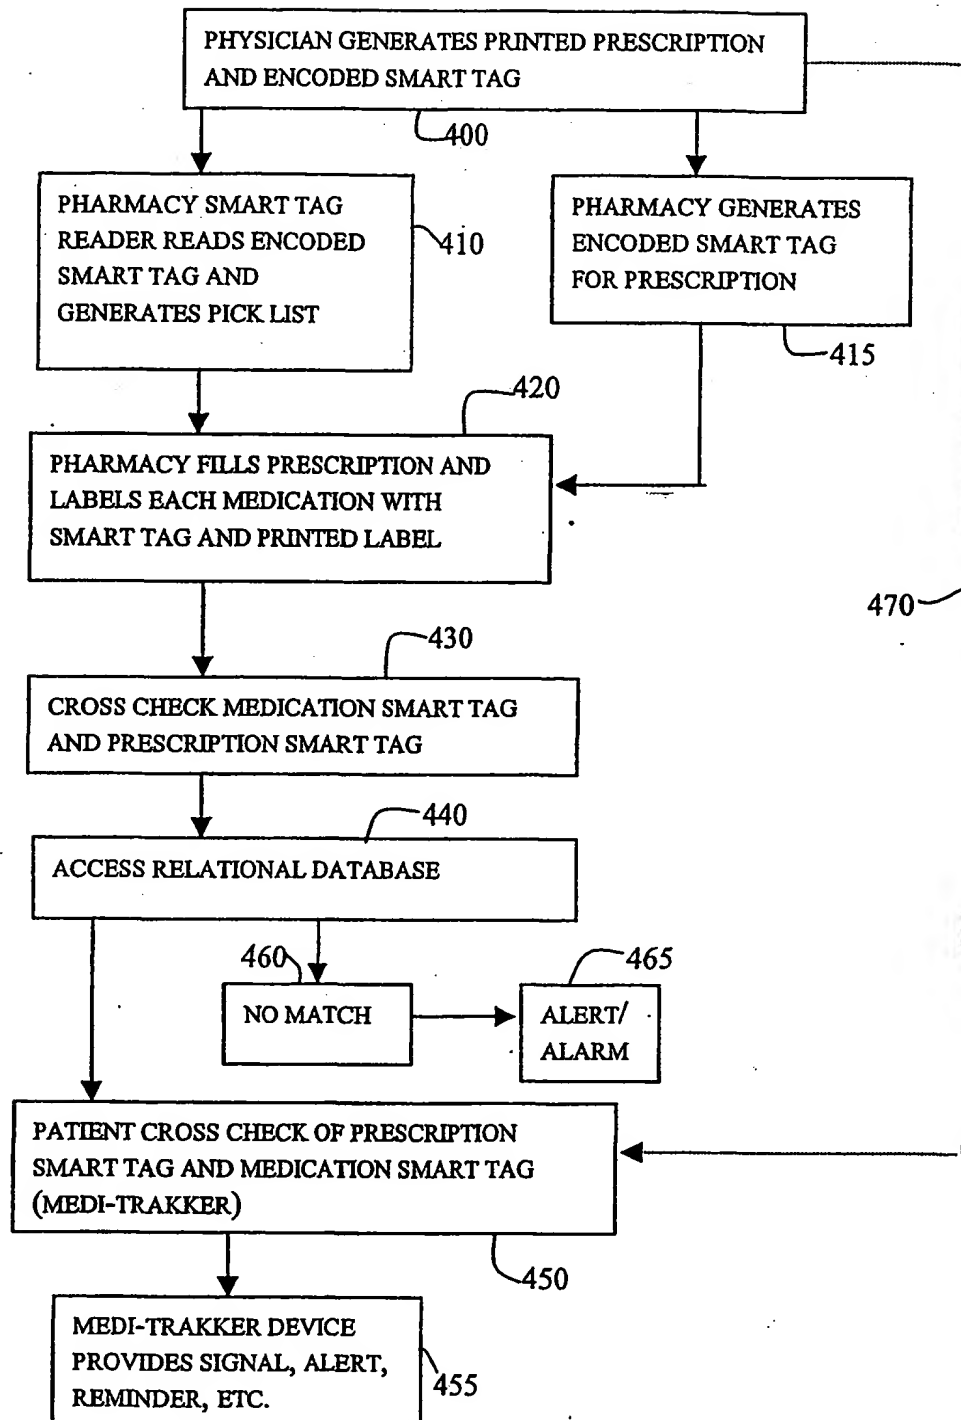 PHYSICIAN GENERATES PRINTED PRESCRIPTION
AND ENCODED SMART TAG
400
PHARMACY SMART TAG
READER READS ENCODED
SMART TAG AND
GENERATES PICK LIST
410
PHARMACY GENERATES
ENCODED SMART TAG
FOR PRESCRIPTION
415
420
PHARMACY FILLS PRESCRIPTION AND
LABELS EACH MEDICATION WITH
SMART TAG AND PRINTED LABEL
470
430
CROSS CHECK MEDICATION SMART TAG
AND PRESCRIPTION SMART TAG
440
ACCESS RELATIONAL DATABASE
460
NO MATCH
465
ALERT/
ALARM
PATIENT CROSS CHECK OF PRESCRIPTION
SMART TAG AND MEDICATION SMART TAG
(MEDI-TRAKKER)
450
MEDI-TRAKKER DEVICE
PROVIDES SIGNAL, ALERT,
REMINDER, ETC.
455